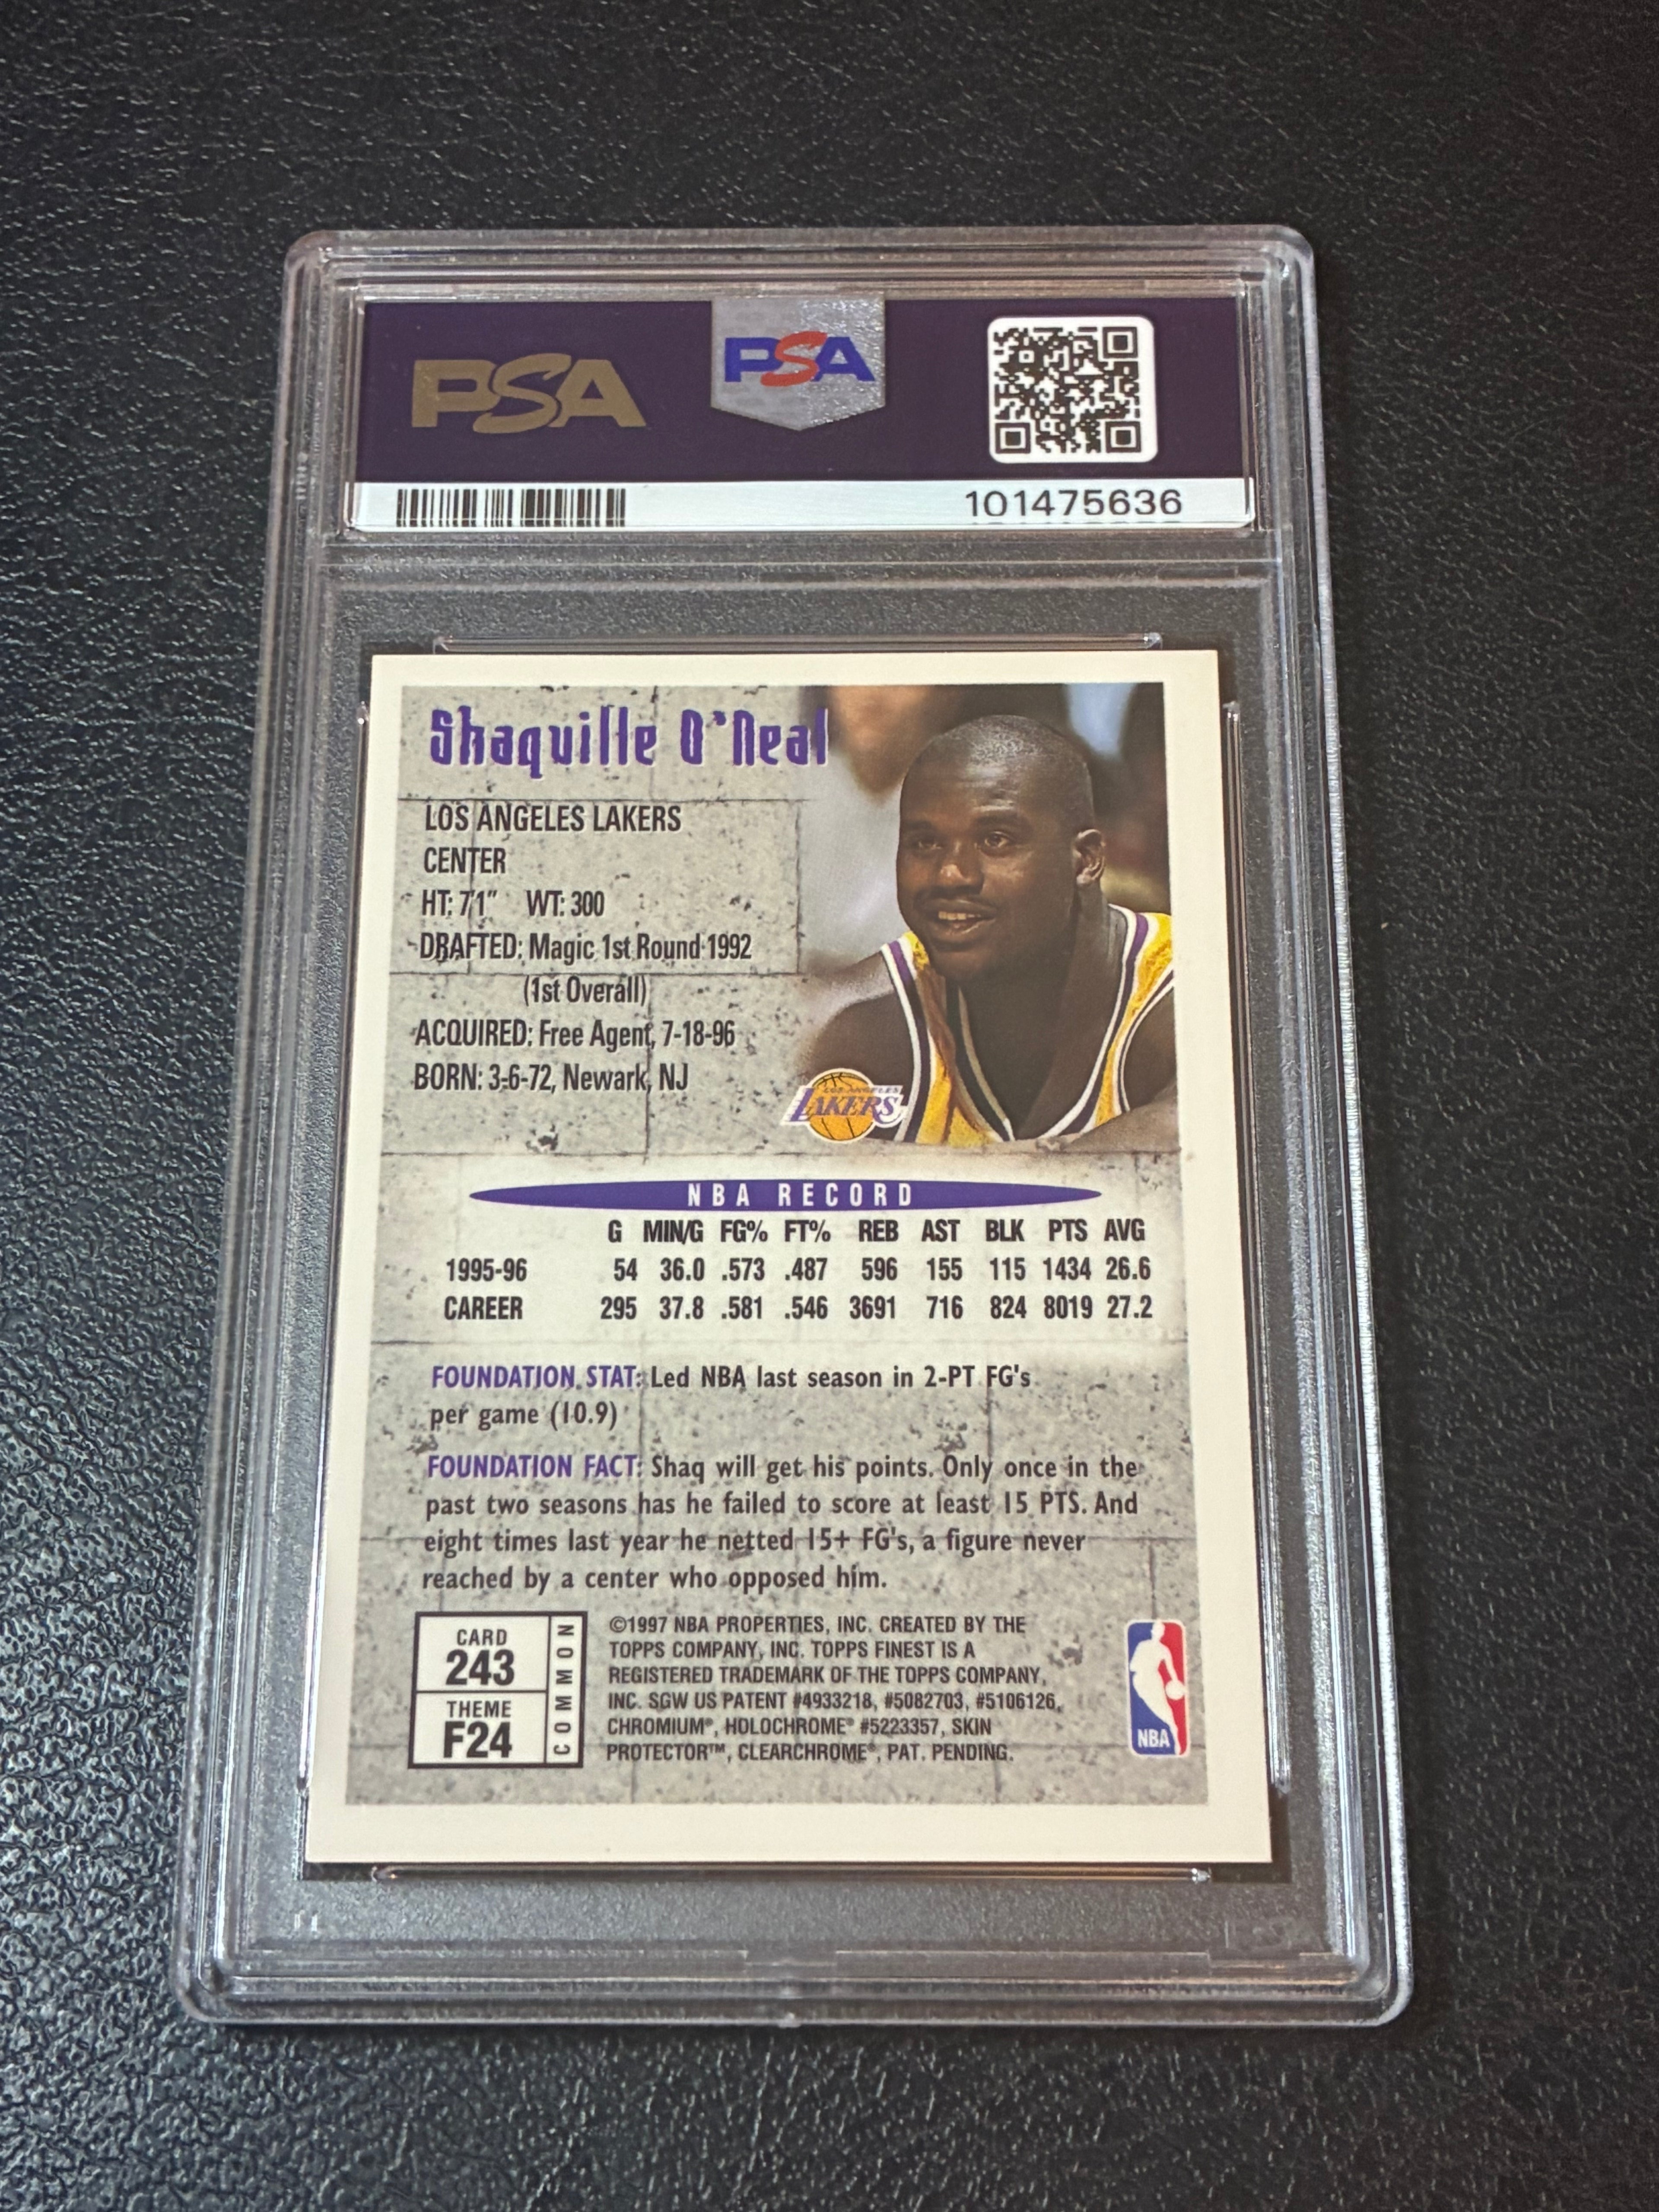 PSA
PSA
101475636
Shaquille O'Neal
LOS ANGELES LAKERS
CENTER
HT: 7'1" WT: 300
DRAFTED: Magic 1st Round 1992
(1st Overall)
ACQUIRED: Free Agent, 7-18-96
BORN: 3-6-72, Newark, NJ
LOS ANGELES
LAKERS
NBA RECORD
G MIN/G FG% FT% REB AST BLK PTS AVG
1995-96 54 36.0 .573 .487 596 155 115 1434 26.6
CAREER 295 37.8 .581 .546 3691 716 824 8019 27.2
FOUNDATION STAT: Led NBA last season in 2-PT FG's
per game (10.9)
FOUNDATION FACT: Shaq will get his points. Only once in the
past two seasons has he failed to score at least 15 PTS. And
eight times last year he netted 15+ FG's, a figure never
reached by a center who opposed him.
CARD
243
THEME
F24
COMMON
©1997 NBA PROPERTIES, INC. CREATED BY THE
TOPPS COMPANY, INC. TOPPS FINEST IS A
REGISTERED TRADEMARK OF THE TOPPS COMPANY,
INC. SGW US PATENT #4933218, #5082703, #5106126,
CHROMIUM®, HOLOCHROME® #5223357, SKIN
PROTECTOR™, CLEARCHROME®, PAT. PENDING.
NBA